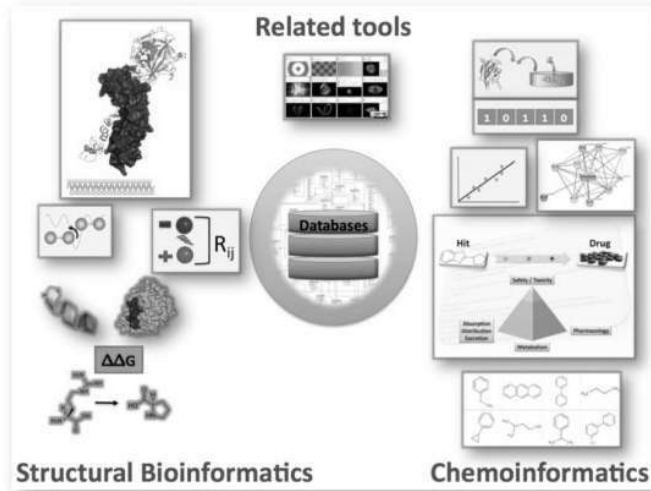 Related tools
1 0 1 1 0
Databases
Rij
Hit
Drug
Safety / Toxicity
Absorption
Distribution
Excretion
Pharmacology
Metabolism
ΔΔG
Structural Bioinformatics
Chemoinformatics